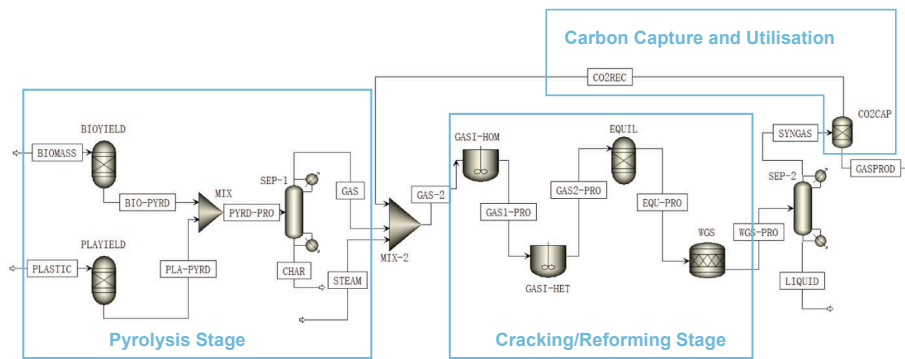 Carbon Capture and Utilisation
CO2REC
CO2CAP
BIOYIELD
GASI-HOM
EQUIL
SYNGAS
BIOMASS
SEP-1
GAS
GAS-2
GAS2-PRO
SEP-2
GASPROD
BIO-PYRD
MIX
PYRD-PRO
GAS1-PRO
EQU-PRO
WGS
WGS-PRO
PLAYIELD
MIX-2
PLASTIC
PLA-PYRD
CHAR
STEAM
GASI-HET
LIQUID
Pyrolysis Stage
Cracking/Reforming Stage